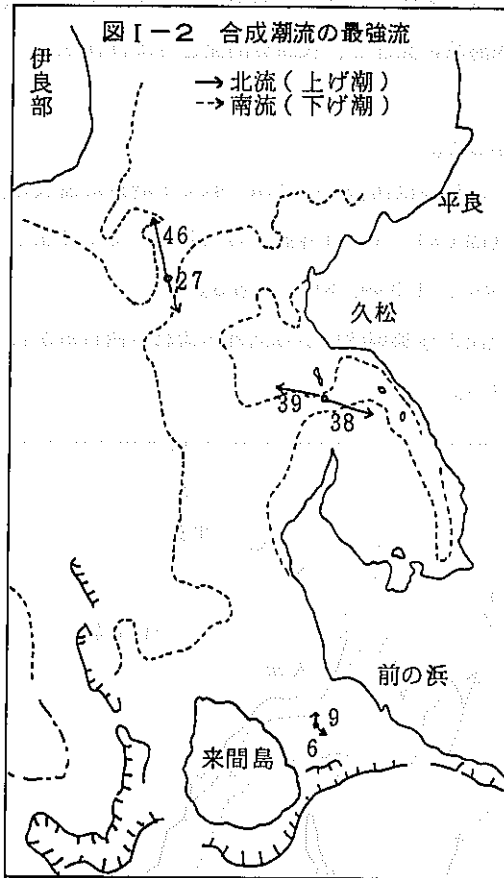 図Ⅰ－2 合成潮流の最強流
→北流(上げ潮)
⇢南流(下げ潮)
伊良部
平良
46
27
久松
39
38
前の浜
9
6
来間島